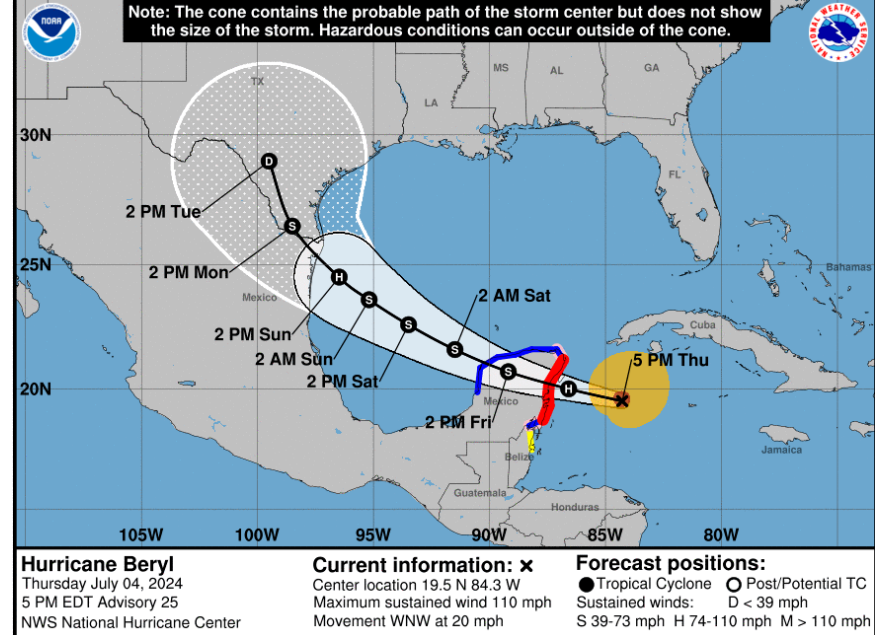 Note: The cone contains the probable path of the storm center but does not show
the size of the storm. Hazardous conditions can occur outside of the cone.
NOAA
NATIONAL WEATHER SERVICE
TX
MS
AL
GA
LA
30N
FL
D
2 PM Tue
S
2 PM Mon
25N
Bahamas
H
Mexico
S
2 AM Sat
2 PM Sun
S
Cuba
2 AM Sun
S
5 PM Thu
2 PM Sat
S
H
20N
Mexico
2 PM Fri
Jamaica
Belize
Guatemala
Honduras
105W
100W
95W
90W
85W
80W
Hurricane Beryl
Thursday July 04, 2024
5 PM EDT Advisory 25
NWS National Hurricane Center
Current information: ×
Center location 19.5 N 84.3 W
Maximum sustained wind 110 mph
Movement WNW at 20 mph
Forecast positions:
Tropical Cyclone Post/Potential TC
Sustained winds: D < 39 mph
S 39-73 mph H 74-110 mph M > 110 mph